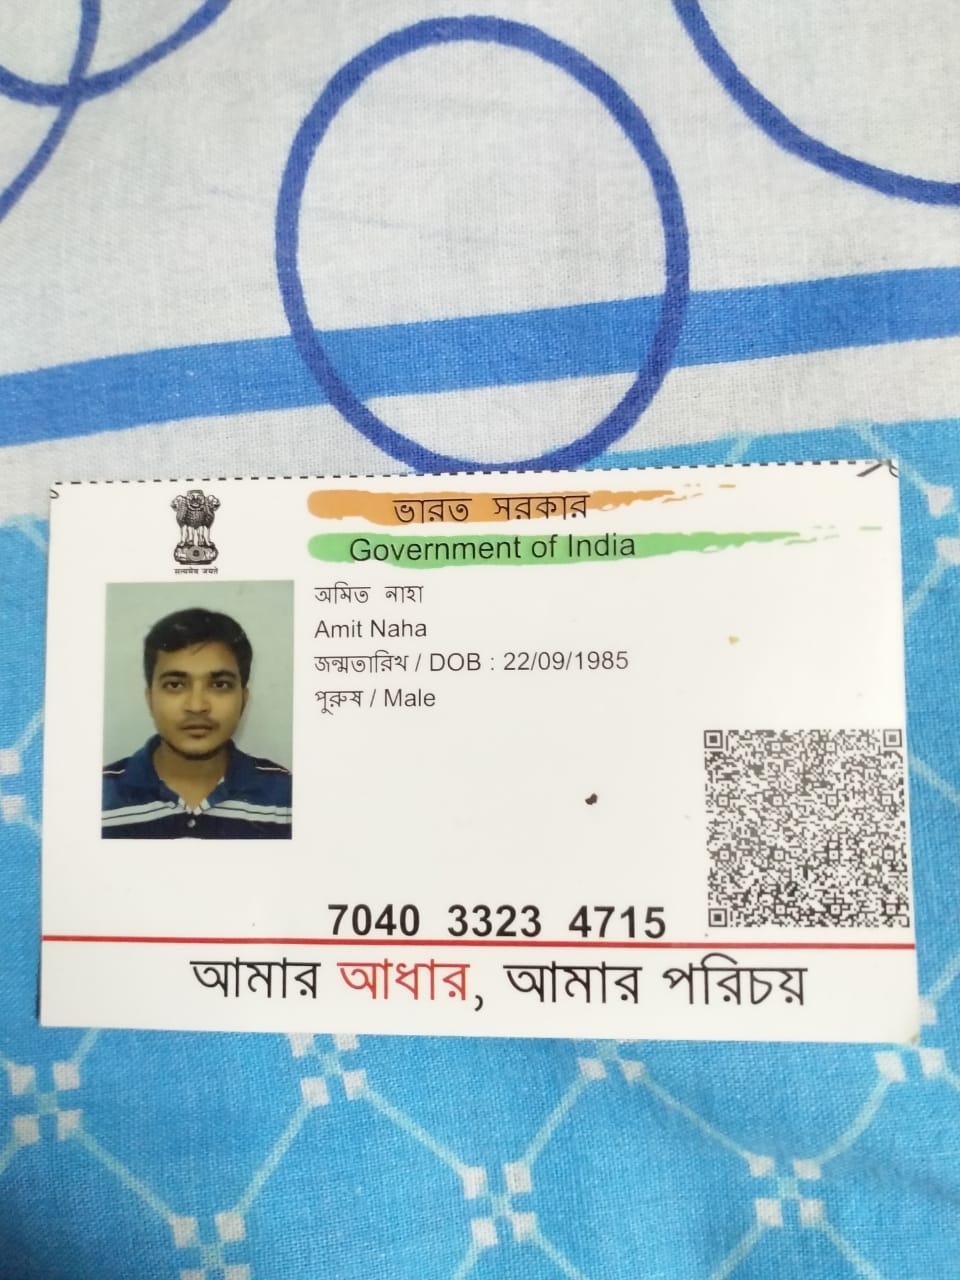 ভারত সরকার
Government of India
सत्यमेव जयते
অমিত নাহা
Amit Naha
জন্মতারিখ / DOB : 22/09/1985
পুরুষ / Male
7040 3323 4715
আমার আধার, আমার পরিচয়